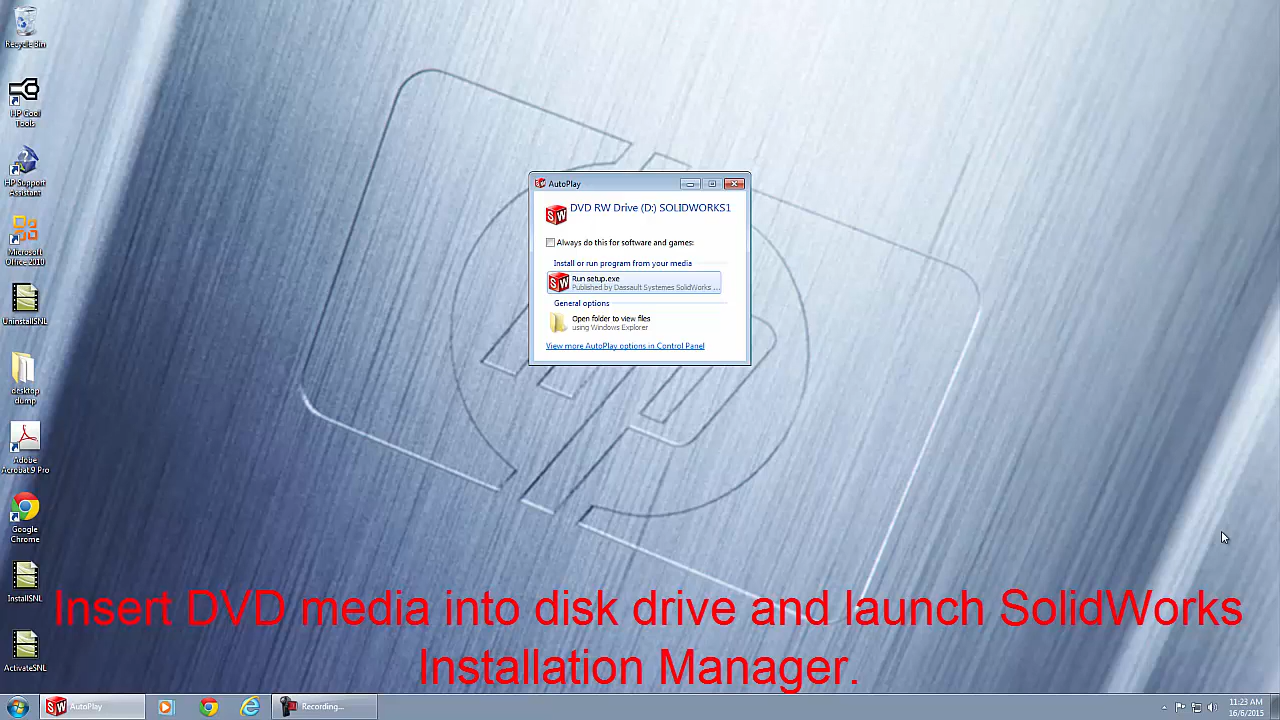 Recycle Bin
HP Cool
Tools
HP Support
Assistant
Microsoft
Office 2010
UninstallSNL
desktop
dump
Adobe
Acrobat 9 Pro
Google
Chrome
InstallSNL
ActivateSNL
AutoPlay
DVD RW Drive (D:) SOLIDWORKS1
Always do this for software and games:
Install or run program from your media
Run setup.exe
Published by Dassault Systemes SolidWorks ...
General options
Open folder to view files
using Windows Explorer
View more AutoPlay options in Control Panel
Insert DVD media into disk drive and launch SolidWorks
Installation Manager.
AutoPlay
Recording...
11:23 AM
16/6/2015